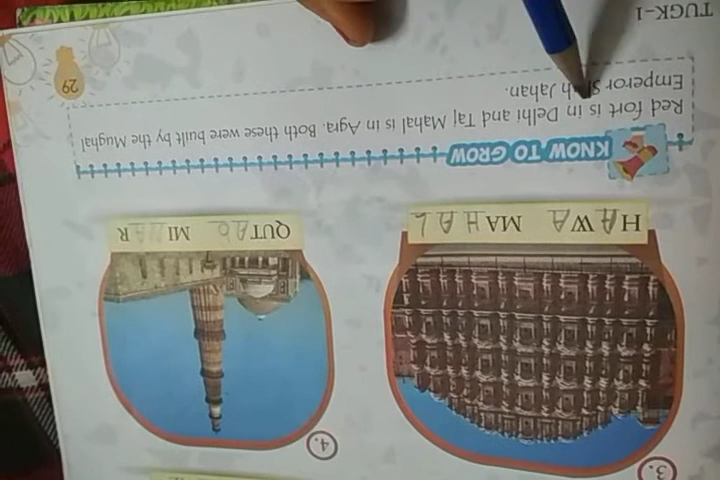 3.
4.
HAWA MAHAL
QUTAB MINAR
KNOW TO GROW
Red fort is in Delhi and Taj Mahal is in Agra. Both these were built by the Mughal
Emperor Shah Jahan.
TUGK-1
29